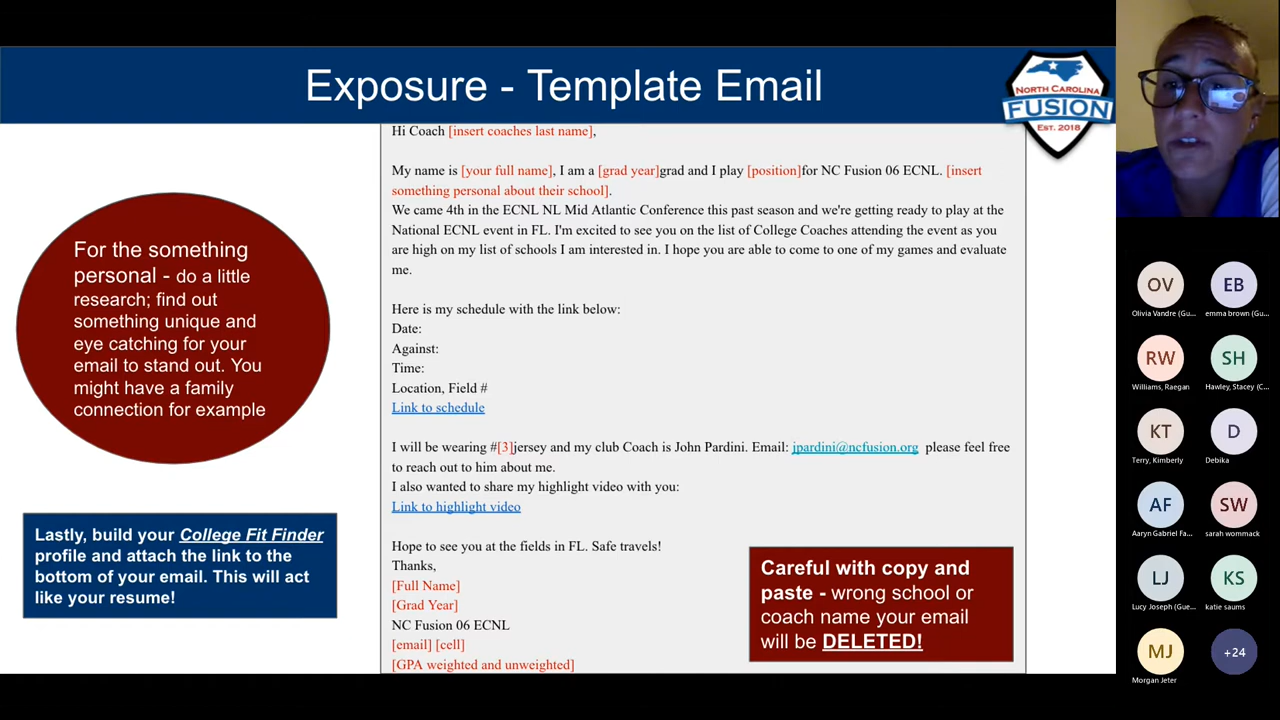 Exposure - Template Email
NORTH CAROLINA
FUSION
EST. 2018
Hi Coach [insert coaches last name],
My name is [your full name], I am a [grad year]grad and I play [position]for NC Fusion 06 ECNL. [insert
something personal about their school].
We came 4th in the ECNL NL Mid Atlantic Conference this past season and we're getting ready to play at the
National ECNL event in FL. I'm excited to see you on the list of College Coaches attending the event as you
are high on my list of schools I am interested in. I hope you are able to come to one of my games and evaluate
me.
Here is my schedule with the link below:
Date:
Against:
Time:
Location, Field #
Link to schedule
I will be wearing #[3]jersey and my club Coach is John Pardini. Email: jpardini@ncfusion.org please feel free
to reach out to him about me.
I also wanted to share my highlight video with you:
Link to highlight video
Hope to see you at the fields in FL. Safe travels!
Thanks,
[Full Name]
[Grad Year]
NC Fusion 06 ECNL
[email] [cell]
[GPA weighted and unweighted]
For the something
personal - do a little
research; find out
something unique and
eye catching for your
email to stand out. You
might have a family
connection for example
Lastly, build your College Fit Finder
profile and attach the link to the
bottom of your email. This will act
like your resume!
Careful with copy and
paste - wrong school or
coach name your email
will be DELETED!
OV
Olivia Vandre (Gu...
EB
emma brown (Gu...
RW
Williams, Raegan
SH
Hawley, Stacey (C...
KT
Terry, Kimberly
D
Debika
AF
Aaryn Gabriel Fa...
SW
sarah wommack
LJ
Lucy Joseph (Gue...
KS
katie saums
MJ
Morgan Jeter
+24